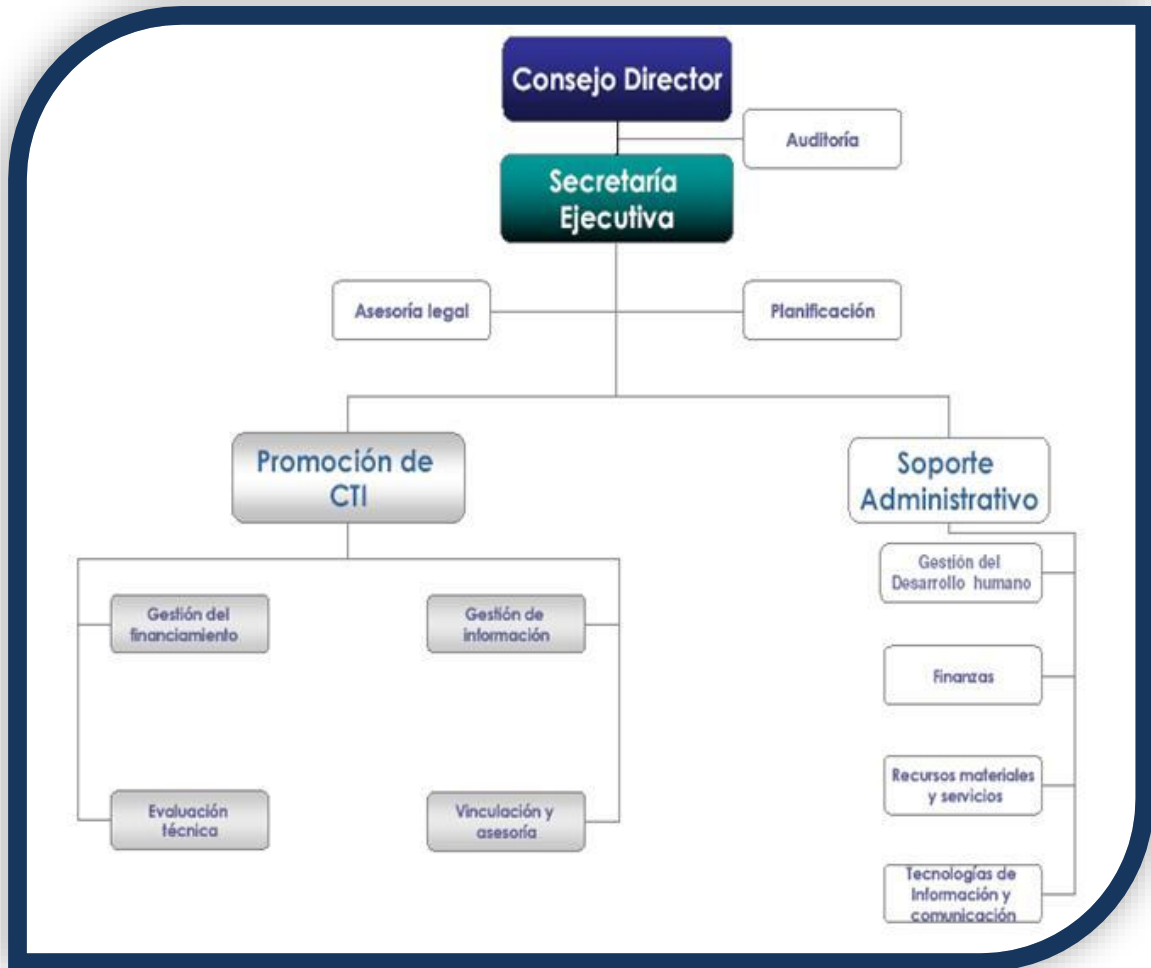 Consejo Director
Auditoría
Secretaría
Ejecutiva
Asesoría legal
Planificación
Promoción de
CTI
Soporte
Administrativo
Gestión del
financiamiento
Gestión de
información
Evaluación
técnica
Vinculación y
asesoría
Gestión del
Desarrollo humano
Finanzas
Recursos materiales
y servicios
Tecnologías de
Información y
comunicación